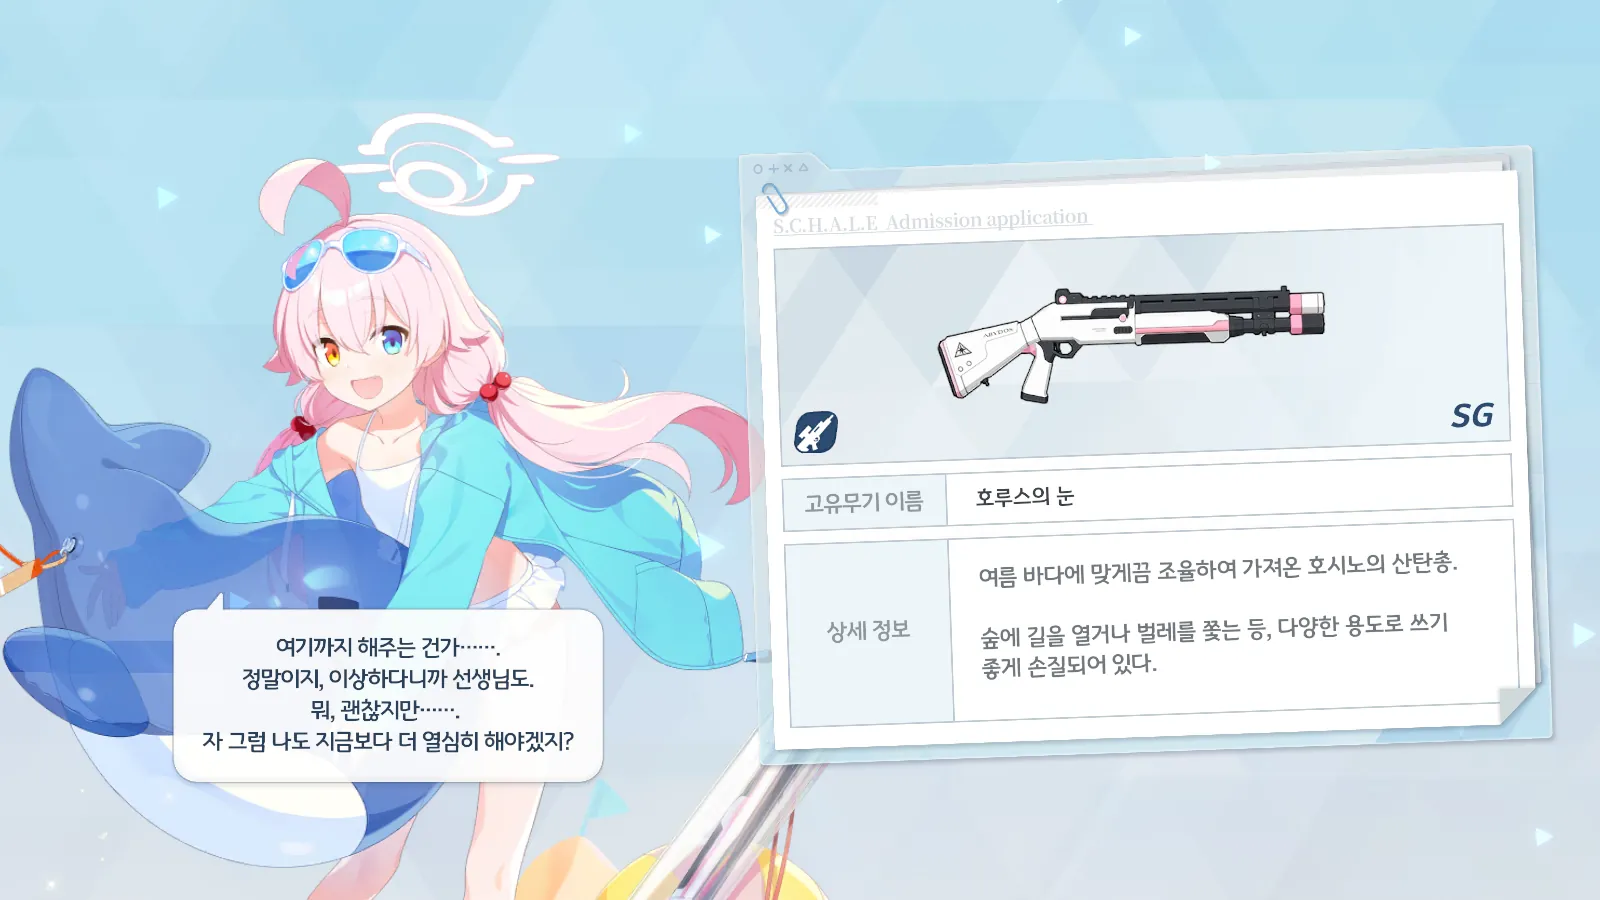 S.C.H.A.L.E Admission application
ABYDOS
SG
고유무기 이름
호루스의 눈
상세 정보
여름 바다에 맞게끔 조율하여 가져온 호시노의 산탄총.
숲에 길을 열거나 벌레를 쫓는 등, 다양한 용도로 쓰기
좋게 손질되어 있다.
여기까지 해주는 건가…….
정말이지, 이상하다니까 선생님도.
뭐, 괜찮지만…….
자 그럼 나도 지금보다 더 열심히 해야겠지?